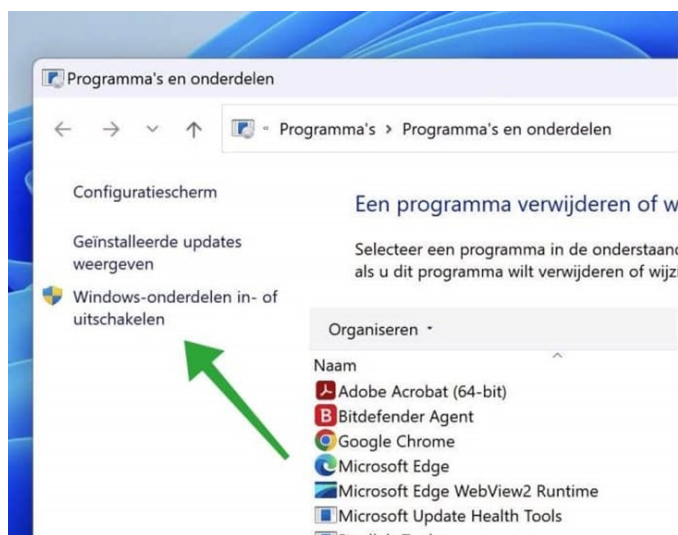 Programma's en onderdelen
Programma's > Programma's en onderdelen
Configuratiescherm
Een programma verwijderen of w
Geïnstalleerde updates
weergeven
Selecteer een programma in de onderstaand
als u dit programma wilt verwijderen of wijzi
Windows-onderdelen in- of
uitschakelen
Organiseren
Naam
Adobe Acrobat (64-bit)
Bitdefender Agent
Google Chrome
Microsoft Edge
Microsoft Edge WebView2 Runtime
Microsoft Update Health Tools